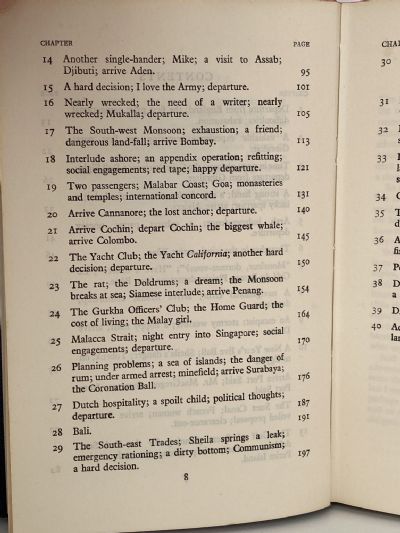 CHAPTER PAGE
14 Another single-hander; Mike; a visit to Assab;
Djibuti; arrive Aden. 95
15 A hard decision; I love the Army; departure. 101
16 Nearly wrecked; the need of a writer; nearly
wrecked; Mukalla; departure. 105
17 The South-west Monsoon; exhaustion; a friend;
dangerous land-fall; arrive Bombay. 113
18 Interlude ashore; an appendix operation; refitting;
social engagements; red tape; happy departure. 121
19 Two passengers; Malabar Coast; Goa; monasteries
and temples; international concord. 131
20 Arrive Cannanore; the lost anchor; departure. 140
21 Arrive Cochin; depart Cochin; the biggest whale;
arrive Colombo. 145
22 The Yacht Club; the Yacht California; another hard
decision; departure. 150
23 The rat; the Doldrums; a dream; the Monsoon
breaks at sea; Siamese interlude; arrive Penang. 154
24 The Gurkha Officers' Club; the Home Guard; the
cost of living; the Malay girl. 164
25 Malacca Strait; night entry into Singapore; social
engagements; departure. 170
26 Planning problems; a sea of islands; the danger of
rum; under armed arrest; minefield; arrive Surabaya;
the Coronation Ball. 176
27 Dutch hospitality; a spoilt child; political thoughts;
departure. 187
28 Bali. 191
29 The South-east Trades; Sheila springs a leak;
emergency rationing; a dirty bottom; Communism;
a hard decision. 197
8
30
31
32
33
34
35
36
37
38
39
40